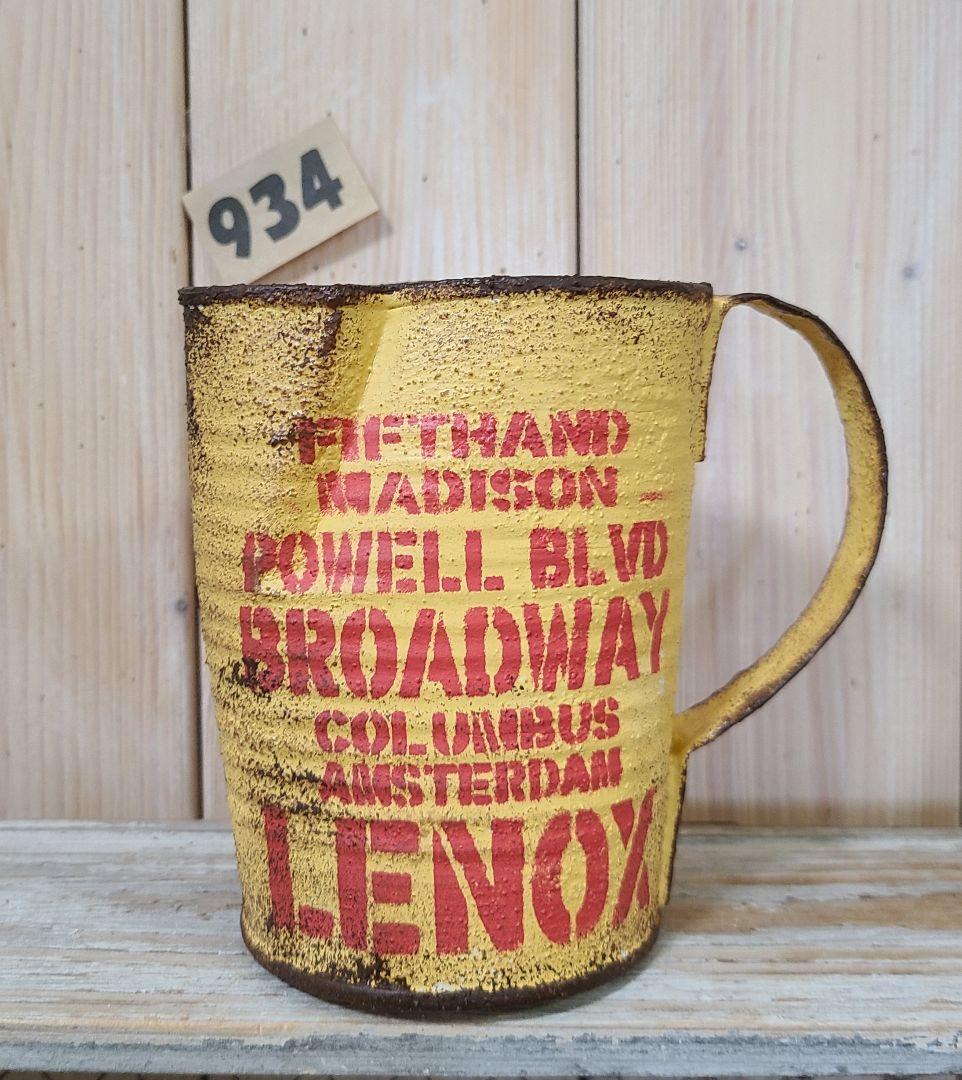 934
FIFTHAND
MADISON
POWELL BLVD
BROADWAY
COLUMBUS
AMSTERDAM
LENOX